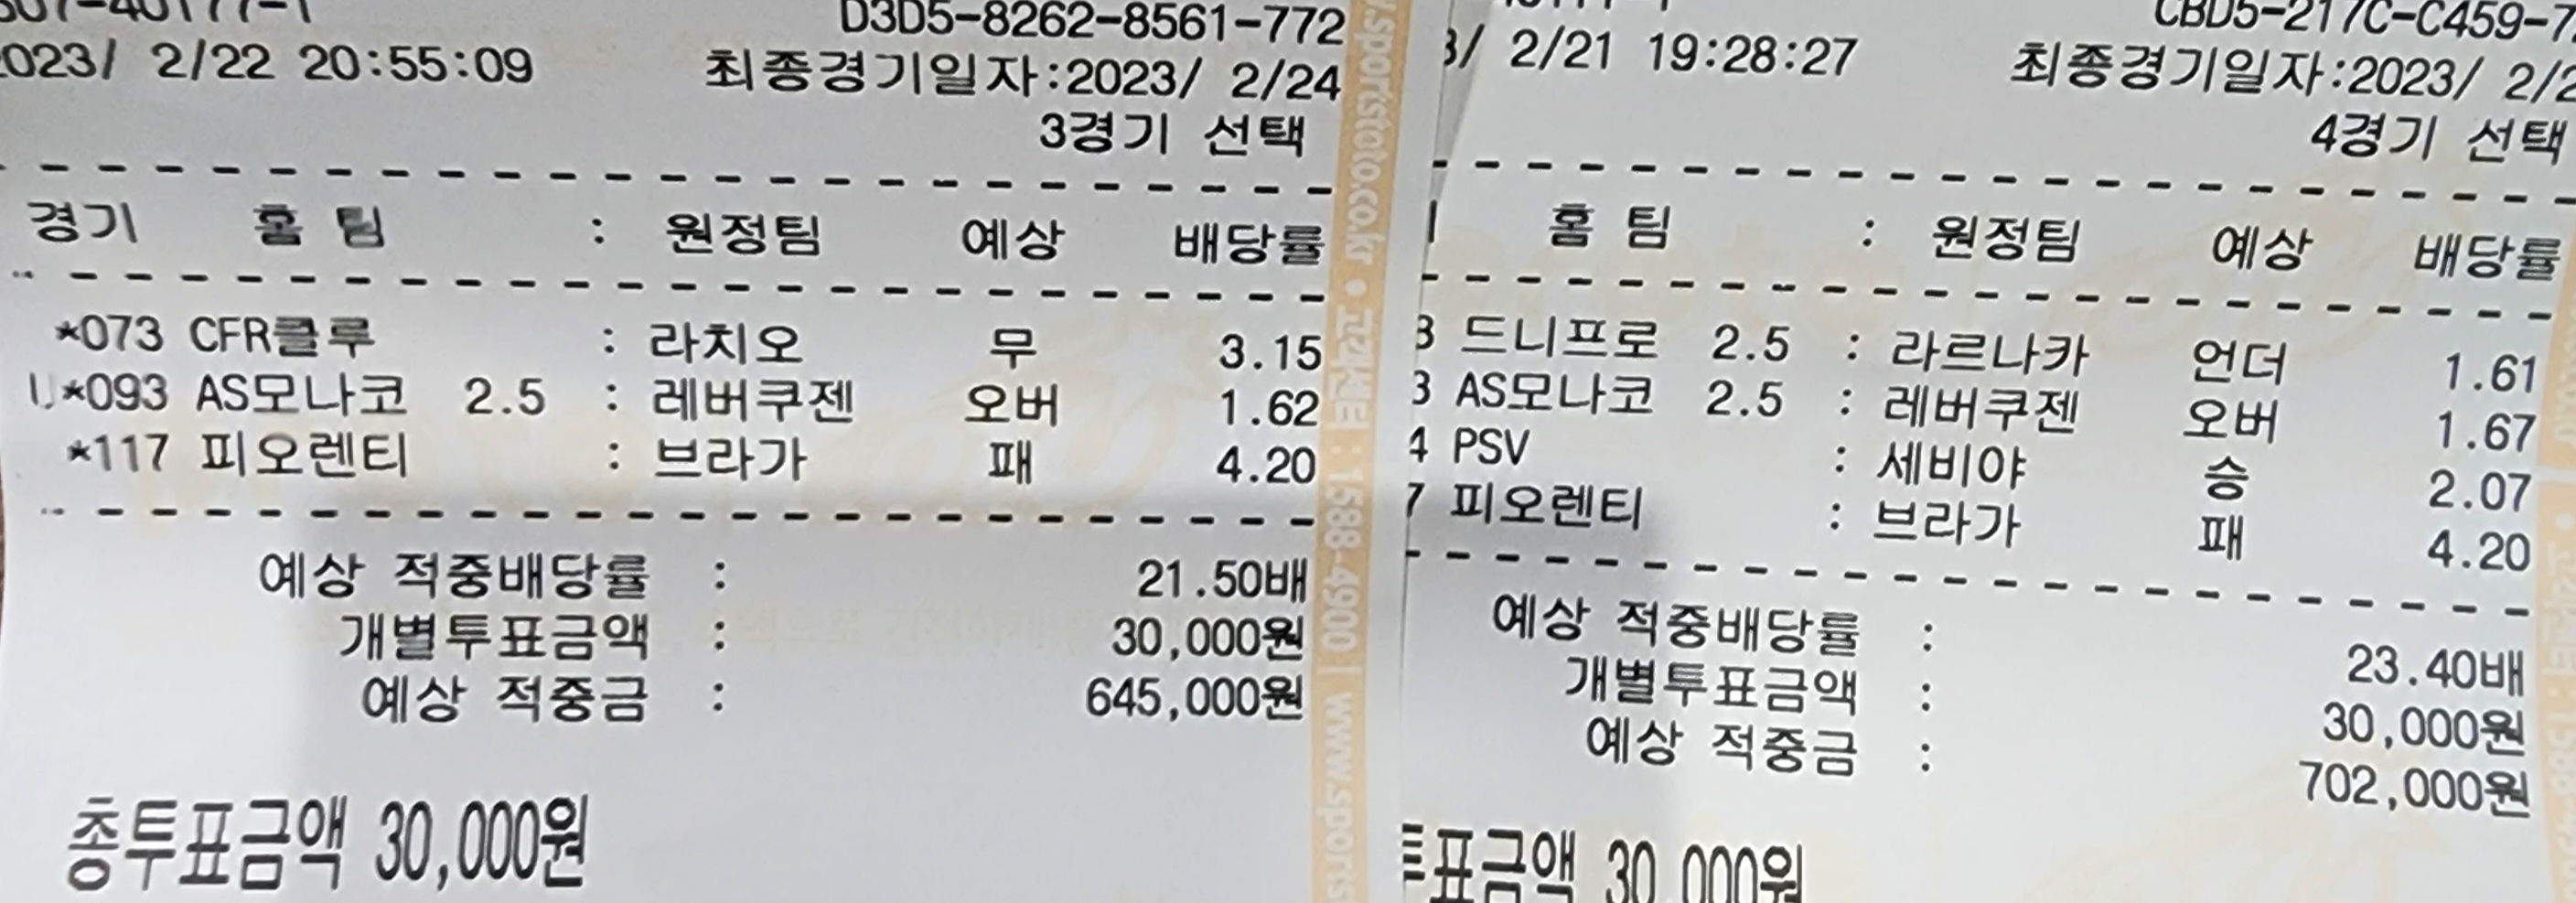 D3D5-8262-8561-772
2023/ 2/22 20:55:09
최종경기일자:2023/ 2/24
3경기 선택
경기 홈 팀 : 원정팀 예상 배당률
*073 CFR클루 : 라치오 무 3.15
U*093 AS모나코 2.5 : 레버쿠젠 오버 1.62
*117 피오렌티 : 브라가 패 4.20
예상 적중배당률 : 21.50배
개별투표금액 : 30,000원
예상 적중금 : 645,000원
총투표금액 30,000원
w.sportstoto.co.kr • 고객센터 : 1588-4900 | www.sports
CBD5-217C-C459-7
3/ 2/21 19:28:27
최종경기일자:2023/ 2/2
4경기 선택
홈 팀 : 원정팀 예상 배당률
3 드니프로 2.5 : 라르나카 언더 1.61
3 AS모나코 2.5 : 레버쿠젠 오버 1.67
4 PSV : 세비야 승 2.07
7 피오렌티 : 브라가 패 4.20
예상 적중배당률 : 23.40배
개별투표금액 : 30,000원
예상 적중금 : 702,000원
표금액 30,000원